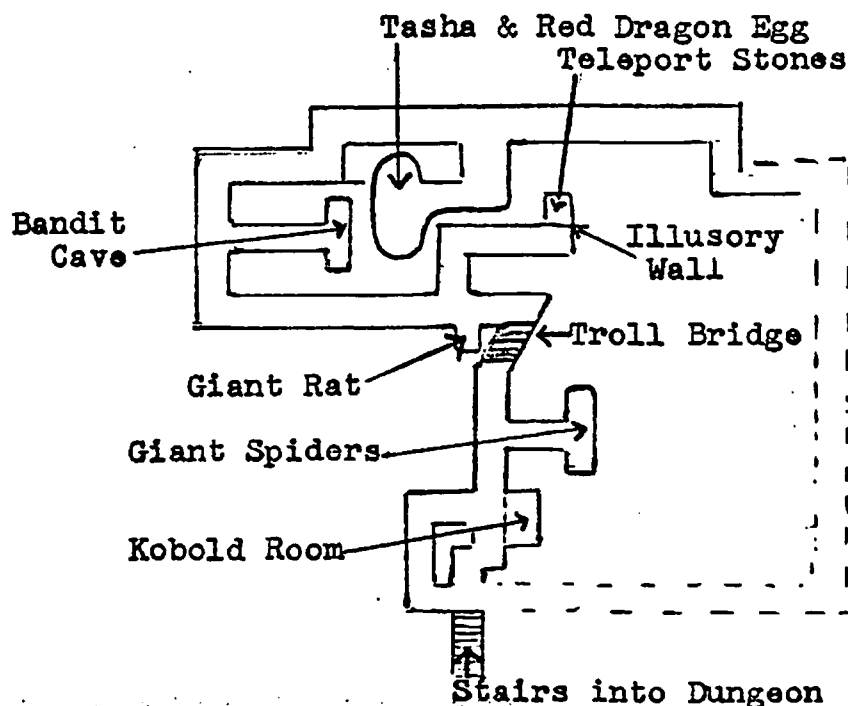 Tasha & Red Dragon Egg
Teleport Stones
Bandit
Cave
Illusory
Wall
Troll Bridge
Giant Rat
Giant Spiders
Kobold Room
Stairs into Dungeon